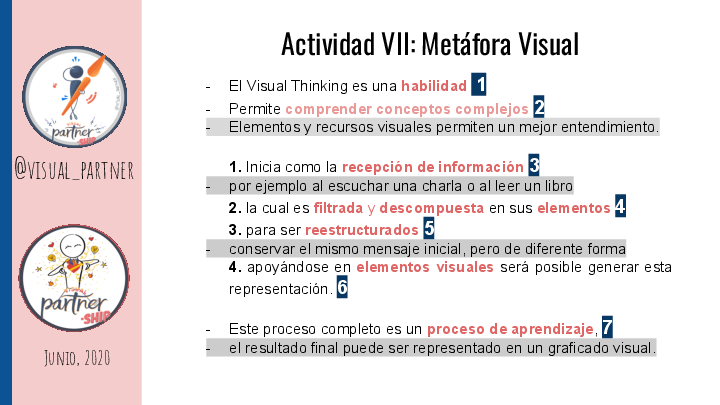 Actividad VII: Metáfora Visual
- El Visual Thinking es una habilidad 1
- Permite comprender conceptos complejos 2
- Elementos y recursos visuales permiten un mejor entendimiento.
1. Inicia como la recepción de información 3
- por ejemplo al escuchar una charla o al leer un libro
2. la cual es filtrada y descompuesta en sus elementos 4
3. para ser reestructurados 5
- conservar el mismo mensaje inicial, pero de diferente forma
4. apoyándose en elementos visuales será posible generar esta
representación. 6
- Este proceso completo es un proceso de aprendizaje, 7
- el resultado final puede ser representado en un graficado visual.
partner
SHIP
@visual_partner
VISUAL
partner
-SHIP
Junio, 2020